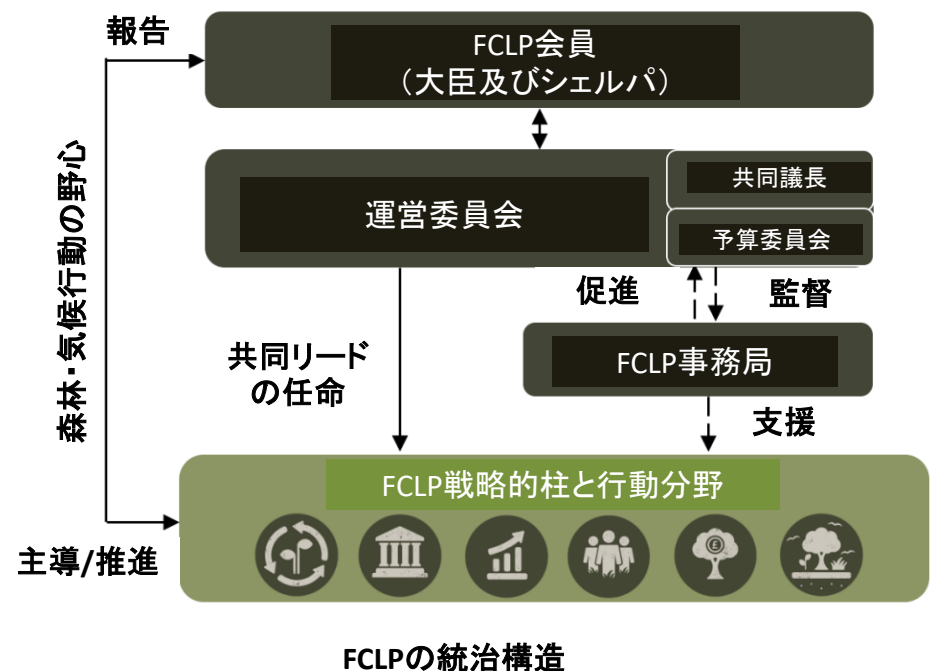 報告
FCLP会員
（大臣及びシェルパ）
森林・気候行動の野心
運営委員会
共同議長
予算委員会
促進
監督
共同リード
の任命
FCLP事務局
支援
FCLP戦略的柱と行動分野
£
主導/推進
FCLPの統治構造